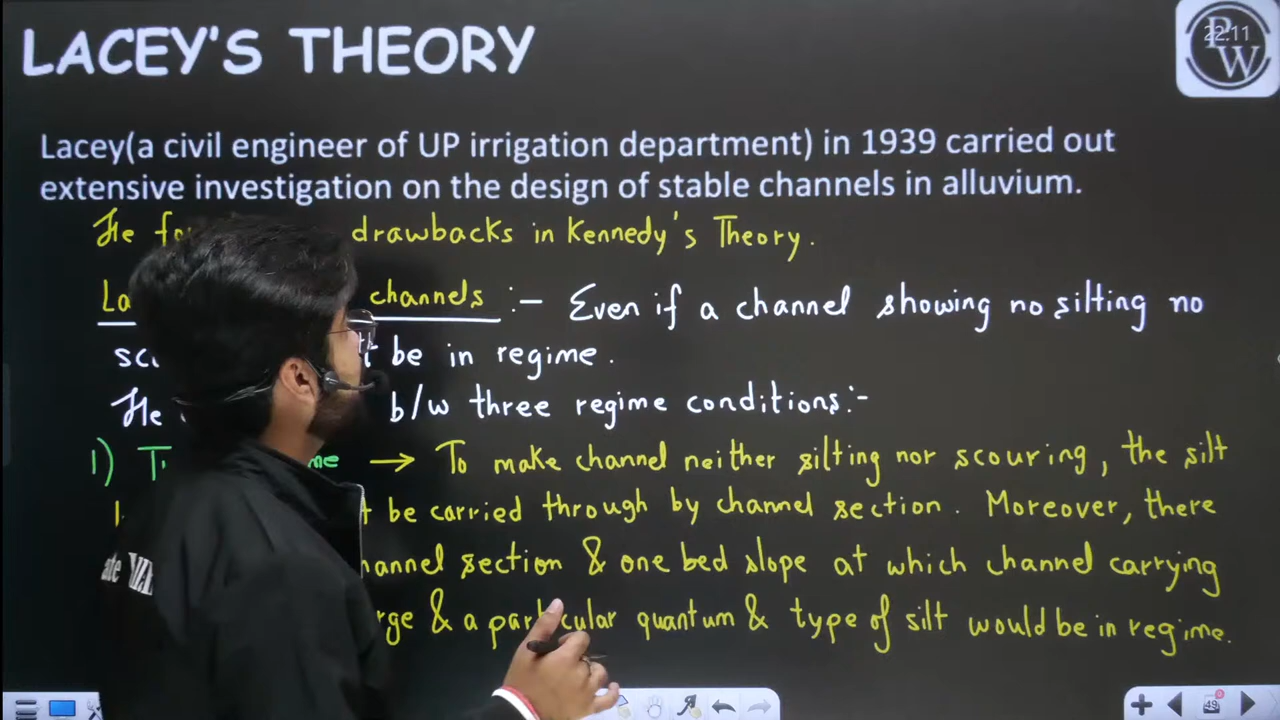 LACEY'S THEORY
22:11
PW
Lacey(a civil engineer of UP irrigation department) in 1939 carried out
extensive investigation on the design of stable channels in alluvium.
He drawbacks in Kennedy's Theory.
channels :- Even if a channel showing no silting no
be in regime.
He b/w three regime conditions:-
1) → To make channel neither silting nor scouring, the silt
be carried through by channel section. Moreover, there
section & one bed slope at which channel carrying
& a particular quantum & type of silt would be in regime.
49